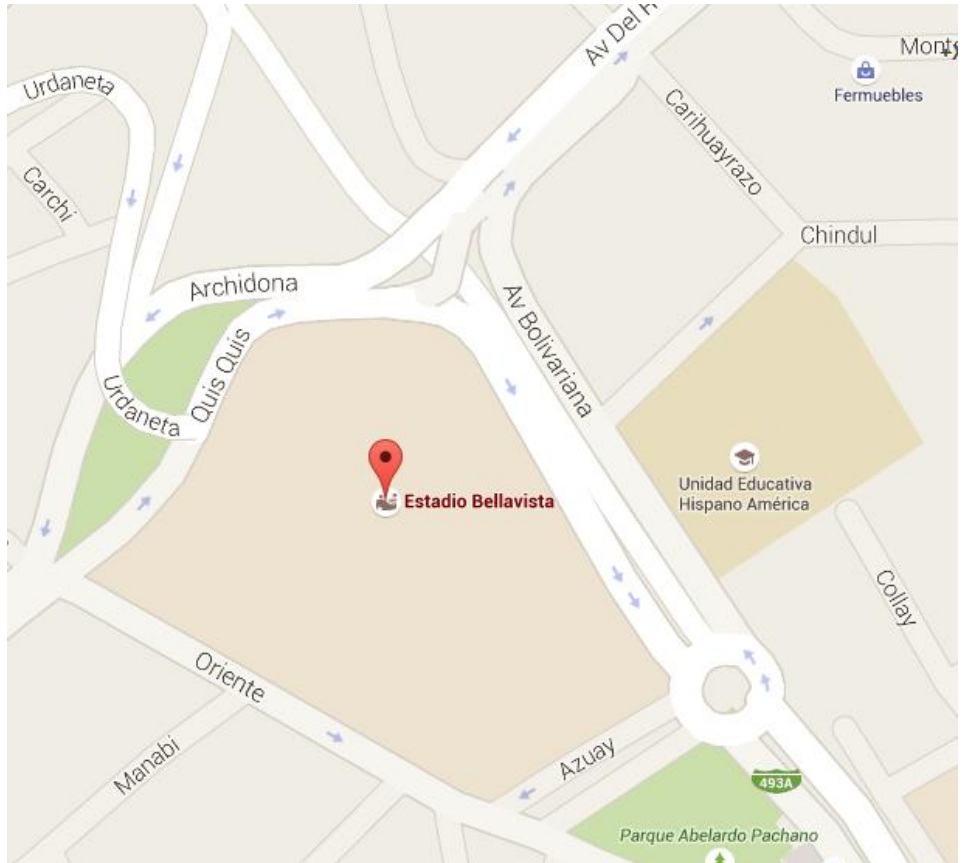 Av Del
Monte
Urdaneta
Fermuebles
Carihuayrazo
Carchi
Chindul
Archidona
Av Bolivariana
Quis Quis
Urdaneta
Estadio Bellavista
Unidad Educativa
Hispano América
Collay
Oriente
Manabi
Azuay
493A
Parque Abelardo Pachano